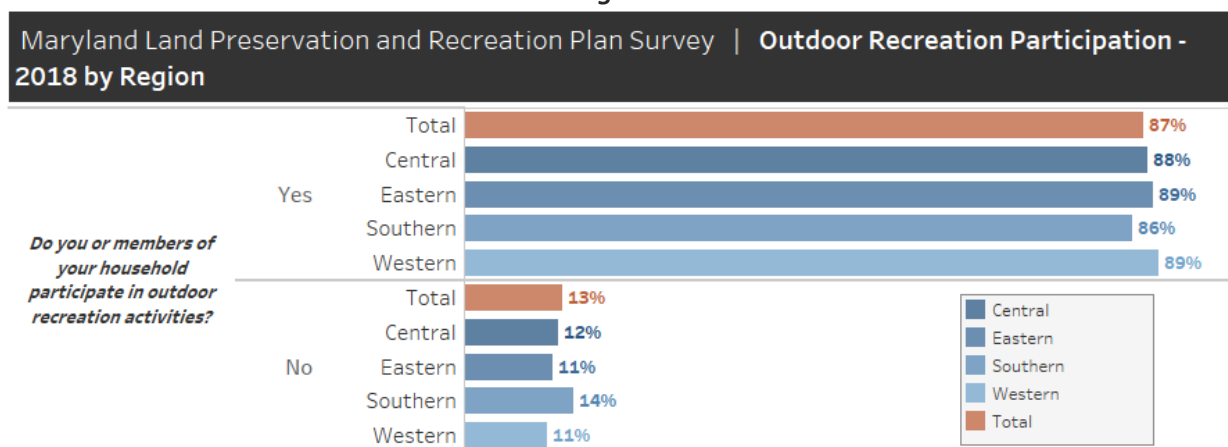 Maryland Land Preservation and Recreation Plan Survey | Outdoor Recreation Participation -
2018 by Region
Do you or members of
your household
participate in outdoor
recreation activities?
Yes
Total 87%
Central 88%
Eastern 89%
Southern 86%
Western 89%
No
Total 13%
Central 12%
Eastern 11%
Southern 14%
Western 11%
Central
Eastern
Southern
Western
Total